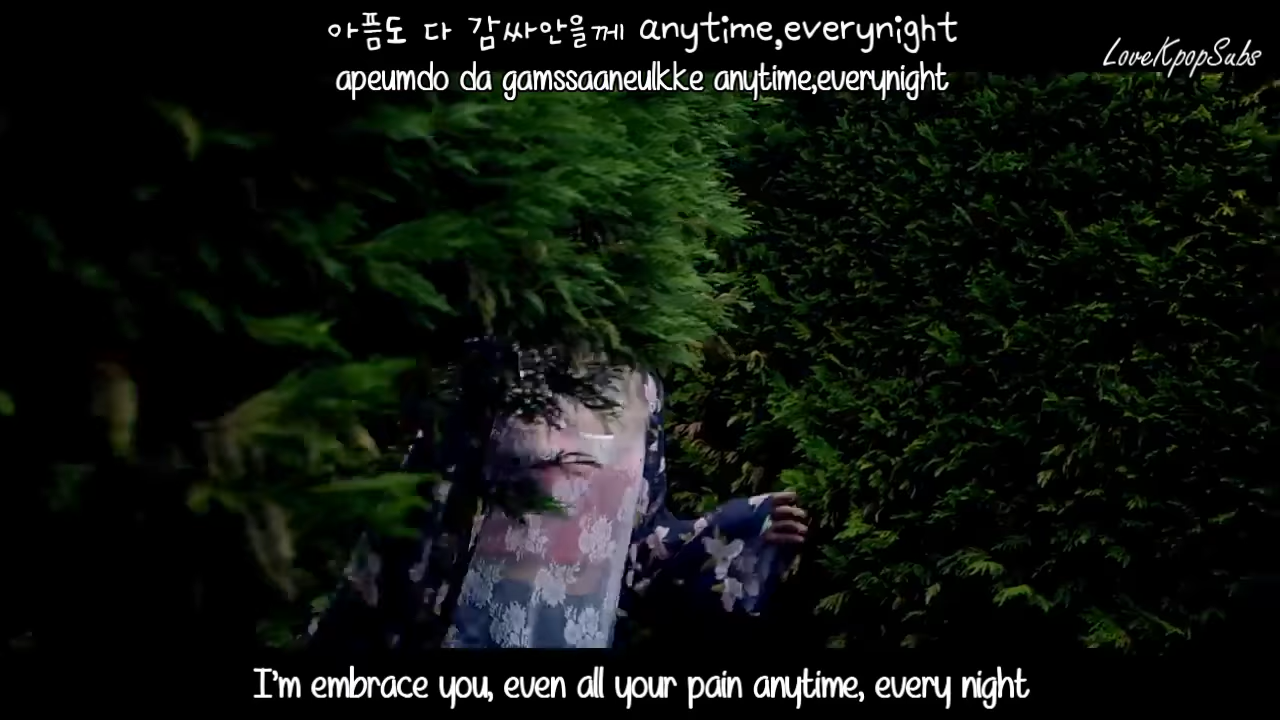 아픔도 다 감싸안을께 anytime,everynight
LoveKpopSubs
apeumdo da gamssaaneulkke anytime,everynight
I'm embrace you, even all your pain anytime, every night